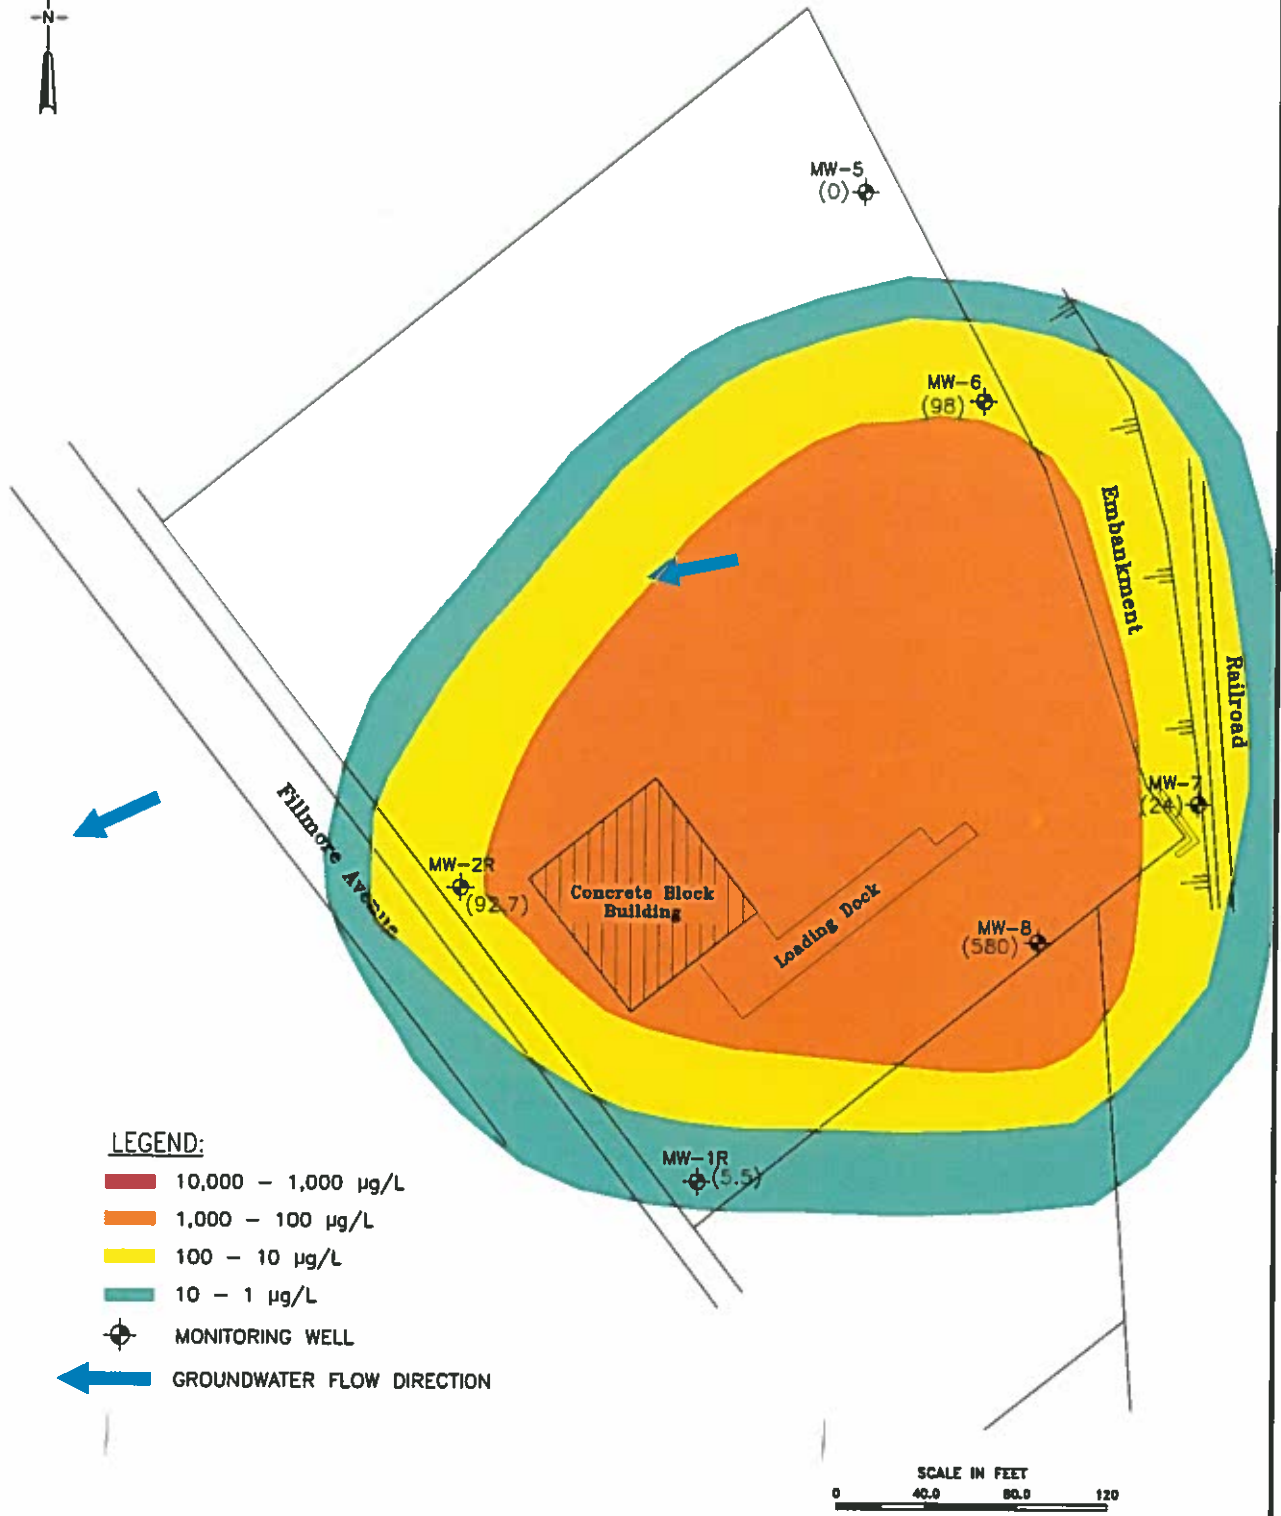 -N-
MW-5
(0)
MW-6
(98)
Embankment
Railroad
MW-7
(24)
Fillmore Avenue
MW-2R
(92.7)
Concrete Block
Building
Loading Dock
MW-8
(580)
MW-1R
(5.5)
LEGEND:
10,000 - 1,000 µg/L
1,000 - 100 µg/L
100 - 10 µg/L
10 - 1 µg/L
MONITORING WELL
GROUNDWATER FLOW DIRECTION
SCALE IN FEET
0 40.0 80.0 120